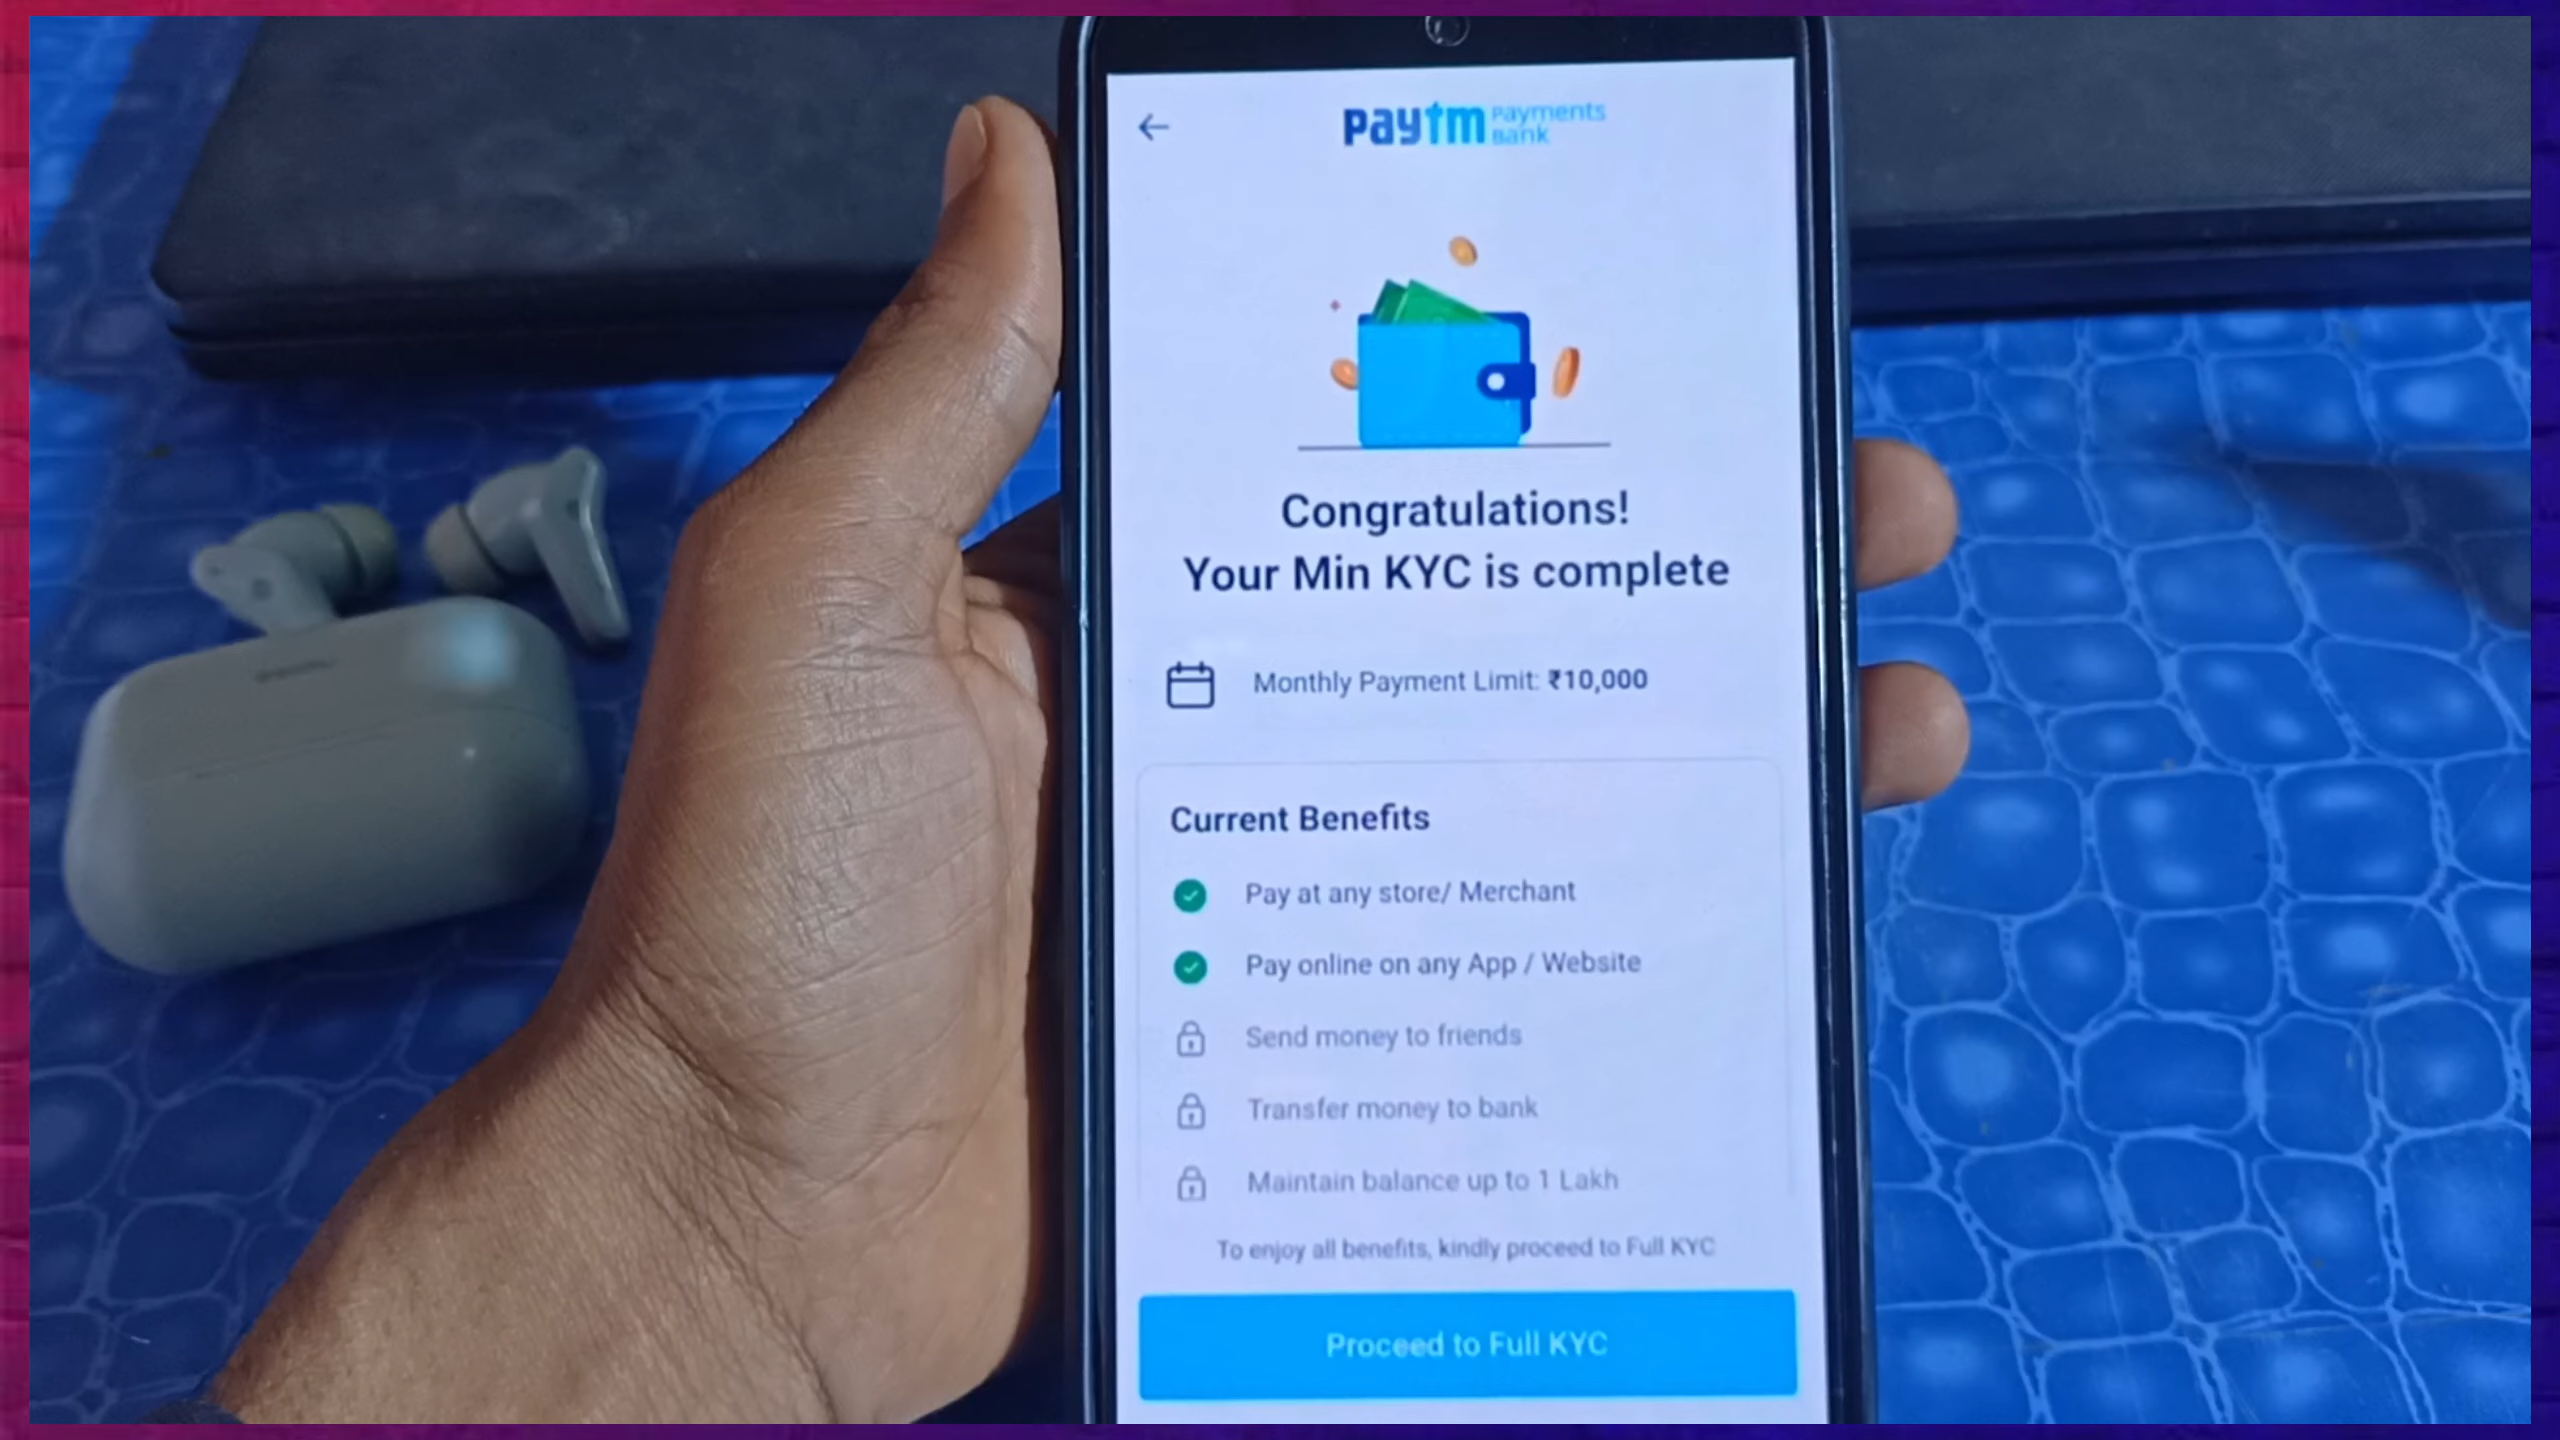 paytm Payments Bank
Congratulations!
Your Min KYC is complete
Monthly Payment Limit: ₹10,000
Current Benefits
Pay at any store/ Merchant
Pay online on any App / Website
Send money to friends
Transfer money to bank
Maintain balance up to 1 Lakh
To enjoy all benefits, kindly proceed to Full KYC
Proceed to Full KYC